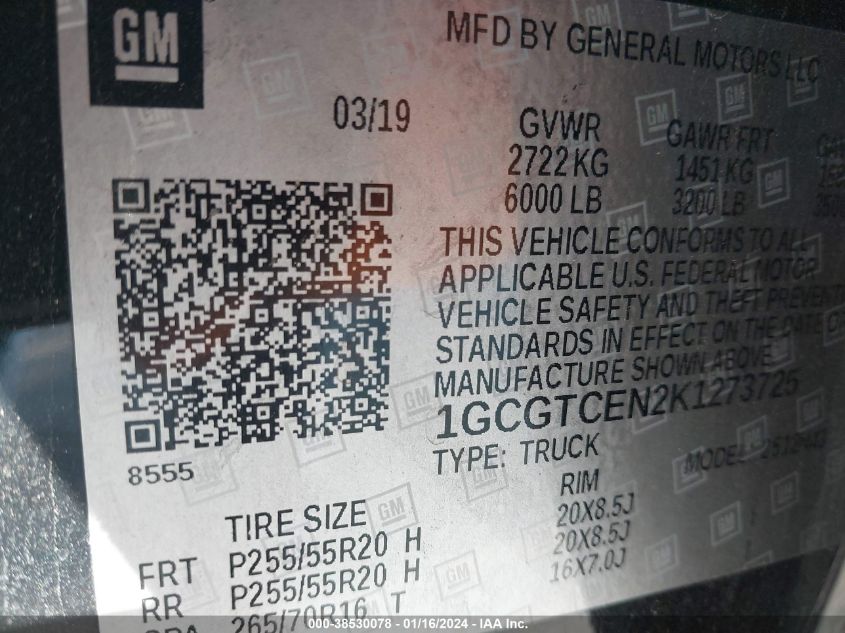 GM
MFD BY GENERAL MOTORS LLC
03/19
GVWR GAWR FRT
2722 KG 1451 KG
6000 LB 3200 LB
THIS VEHICLE CONFORMS TO ALL
APPLICABLE U.S. FEDERAL MOTOR
VEHICLE SAFETY AND THEFT
STANDARDS IN EFFECT ON THE DATE
MANUFACTURE SHOWN ABOVE
1GCGTCEN2K1273725
TYPE: TRUCK
8555
TIRE SIZE RIM
FRT P255/55R20 H 20X8.5J
RR P255/55R20 H 20X8.5J
265/70R16 T 16X7.0J
000-38530078 - 01/16/2024 - IAA Inc.